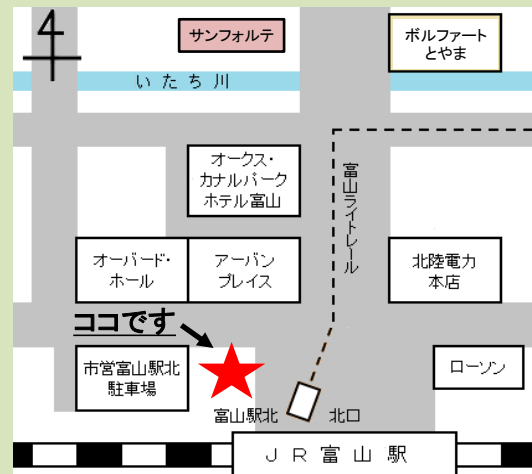 4
サンフォルテ
ボルファート
とやま
いたち川
オークス・
カナルパーク
ホテル富山
富山ライトレール
オーバード・
ホール
アーバン
プレイス
北陸電力
本店
ココです
市営富山駅北
駐車場
ローソン
富山駅北
北口
JR富山駅